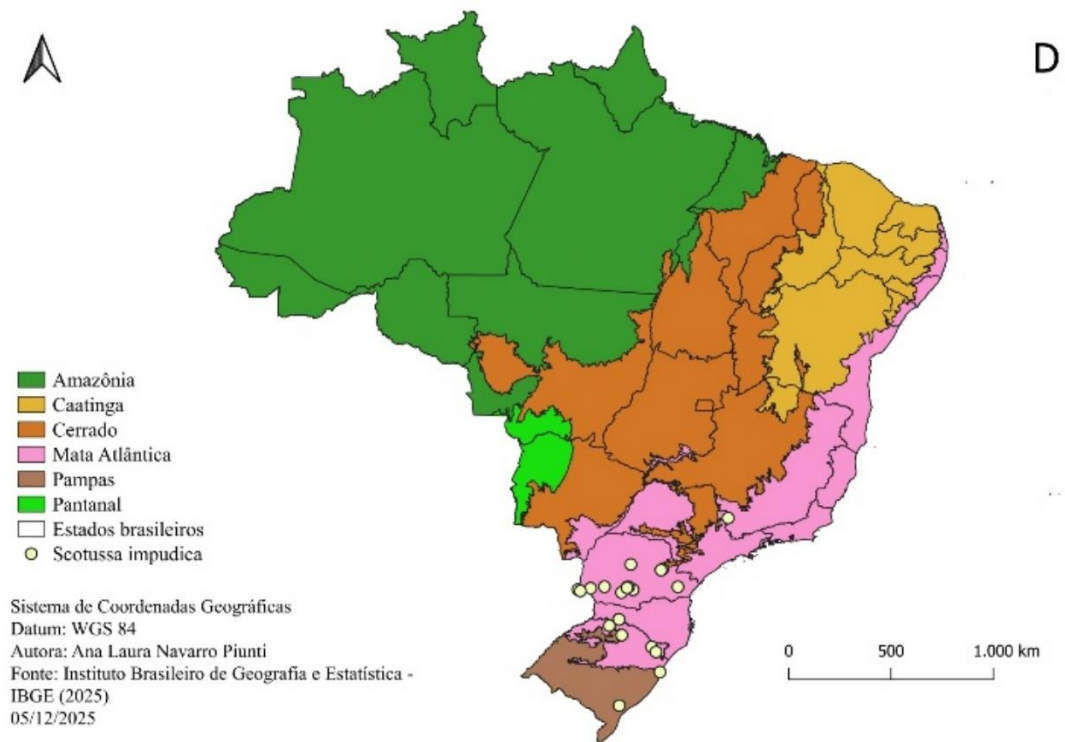 D
Amazônia
Caatinga
Cerrado
Mata Atlântica
Pampas
Pantanal
Estados brasileiros
Scotussa impudica
Sistema de Coordenadas Geográficas
Datum: WGS 84
Autora: Ana Laura Navarro Piunti
Fonte: Instituto Brasileiro de Geografia e Estatística -
IBGE (2025)
05/12/2025
0 500 1.000 km